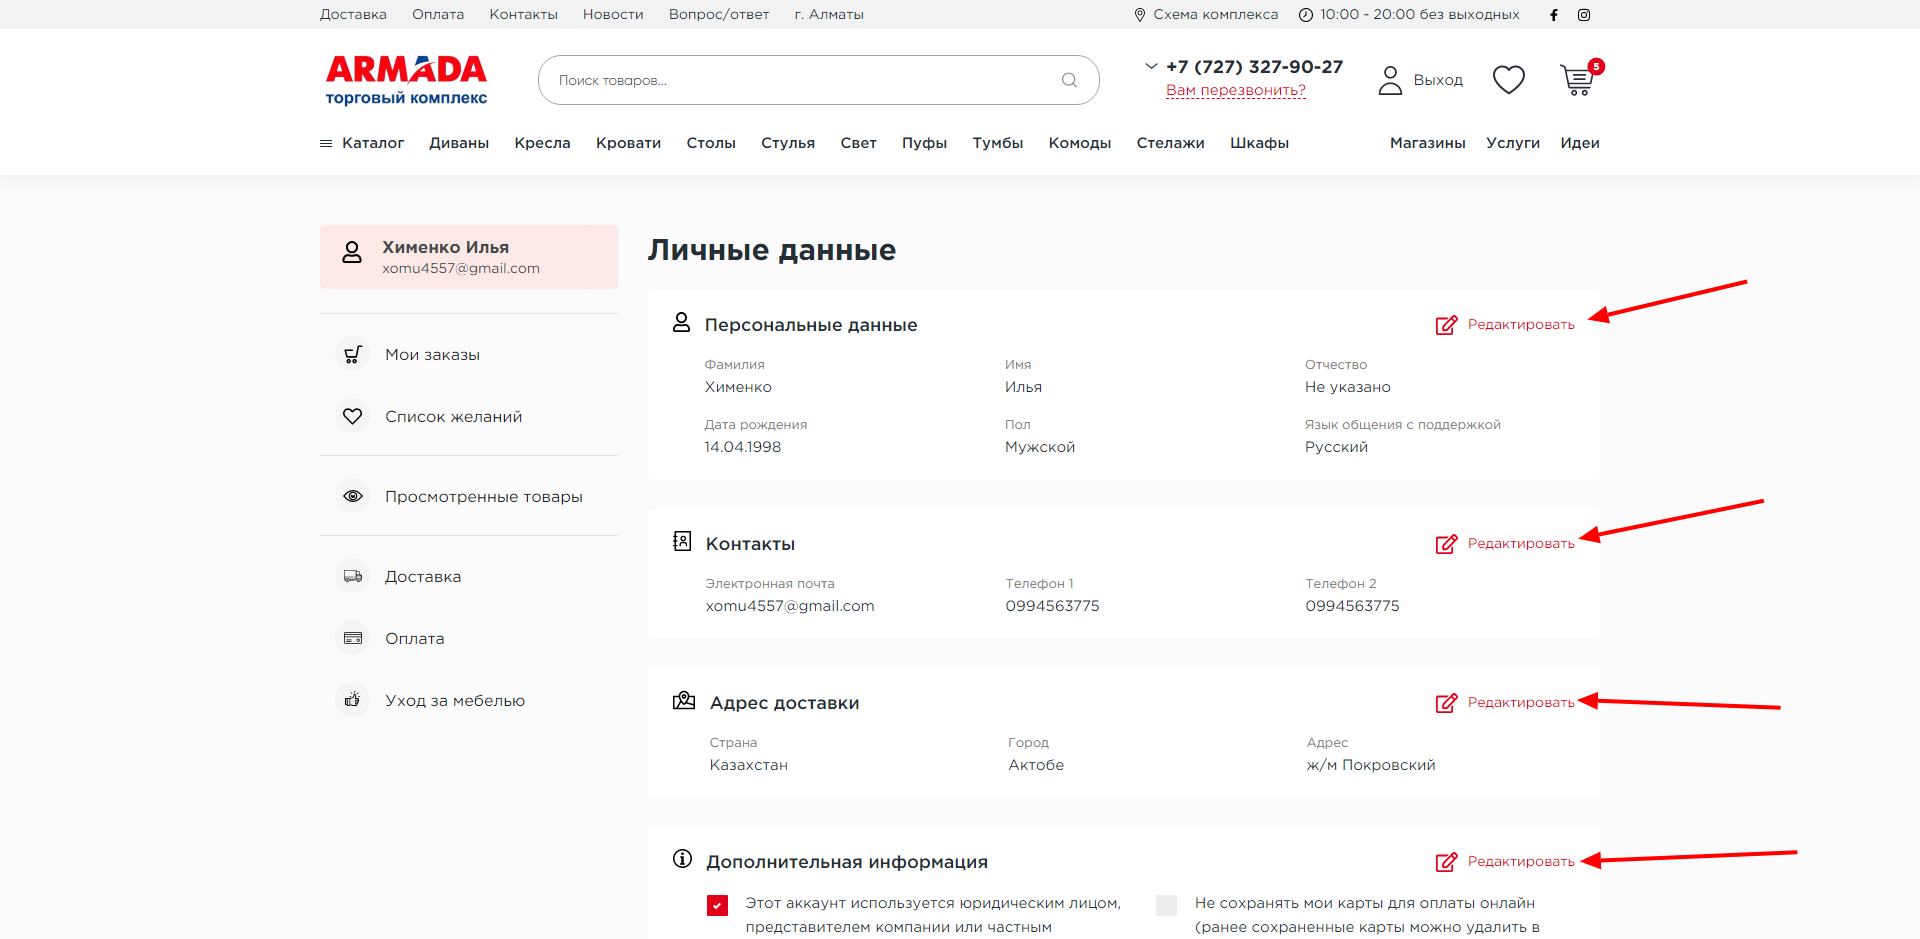 Доставка Оплата Контакты Новости Вопрос/ответ г. Алматы Схема комплекса 10:00 - 20:00 без выходных
ARMADA
торговый комплекс
Поиск товаров...
+7 (727) 327-90-27
Вам перезвонить?
Выход
5
Каталог Диваны Кресла Кровати Столы Стулья Свет Пуфы Тумбы Комоды Стелажи Шкафы Магазины Услуги Идеи
Хименко Илья
xomu4557@gmail.com
Мои заказы
Список желаний
Просмотренные товары
Доставка
Оплата
Уход за мебелью
Личные данные
Персональные данные Редактировать
Фамилия Имя Отчество
Хименко Илья Не указано
Дата рождения Пол Язык общения с поддержкой
14.04.1998 Мужской Русский
Контакты Редактировать
Электронная почта Телефон 1 Телефон 2
xomu4557@gmail.com 0994563775 0994563775
Адрес доставки Редактировать
Страна Город Адрес
Казахстан Актобе ж/м Покровский
Дополнительная информация Редактировать
Этот аккаунт используется юридическим лицом,
представителем компании или частным
Не сохранять мои карты для оплаты онлайн
(ранее сохраненные карты можно удалить в